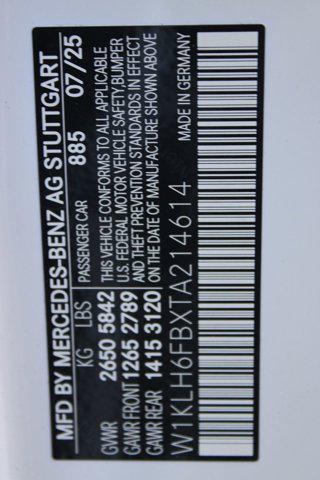 MFD BY MERCEDES-BENZ AG STUTTGART
KG LBS PASSENGER CAR 885 07/25
GVWR 2650 5842 THIS VEHICLE CONFORMS TO ALL APPLICABLE
GAWR FRONT 1265 2789 U.S. FEDERAL MOTOR VEHICLE SAFETY,BUMPER
GAWR REAR 1415 3120 AND THEFT PREVENTION STANDARDS IN EFFECT
ON THE DATE OF MANUFACTURE SHOWN ABOVE
W1KLH6FBXTA214614 MADE IN GERMANY